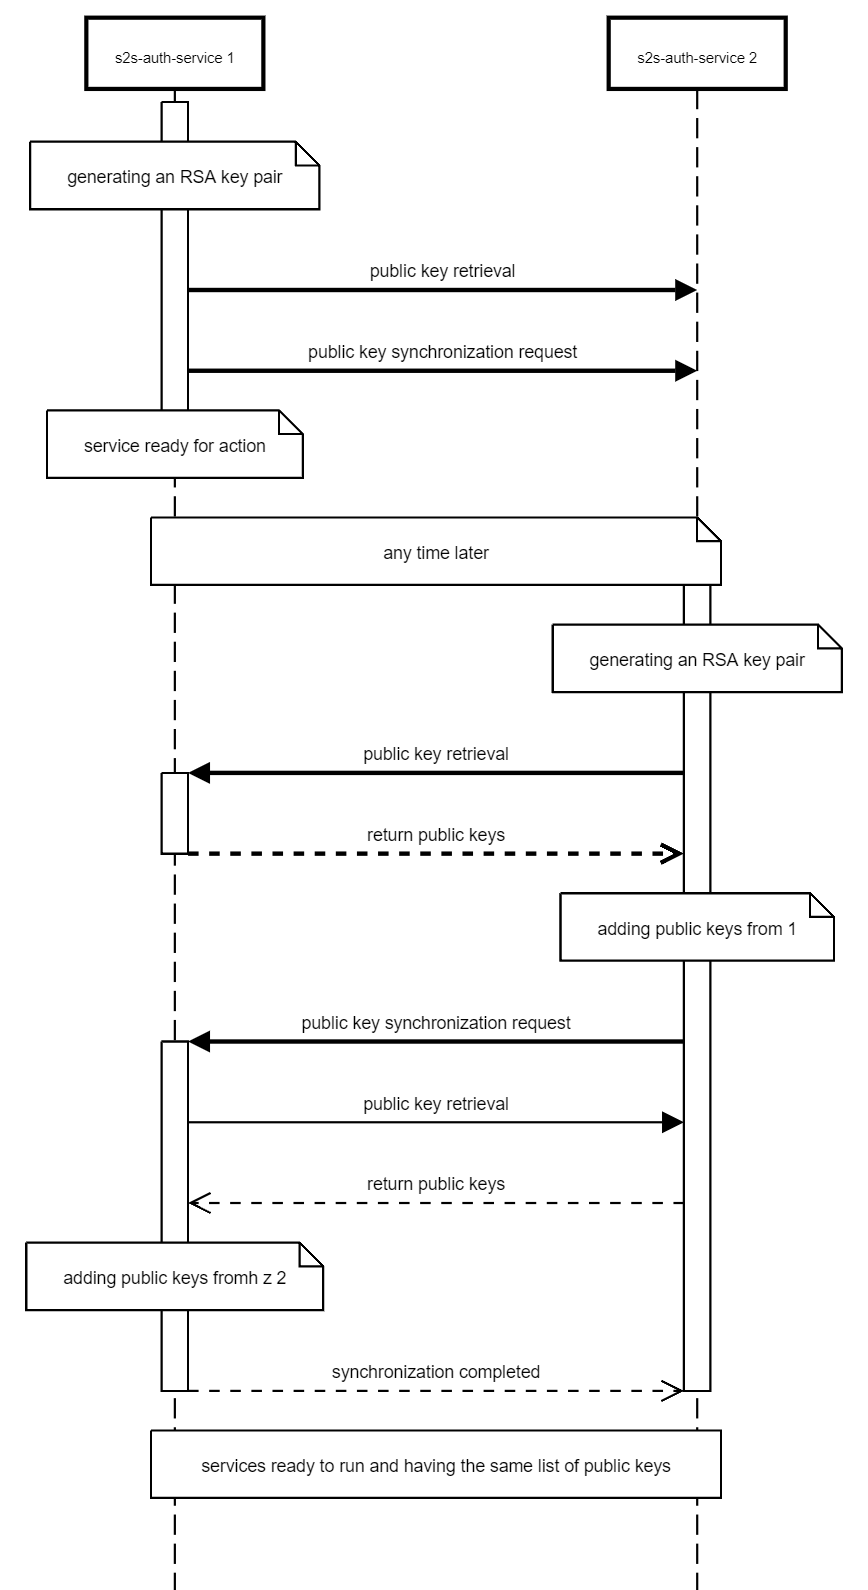 s2s-auth-service 1
s2s-auth-service 2
generating an RSA key pair
public key retrieval
public key synchronization request
service ready for action
any time later
generating an RSA key pair
public key retrieval
return public keys
adding public keys from 1
public key synchronization request
public key retrieval
return public keys
adding public keys fromh z 2
synchronization completed
services ready to run and having the same list of public keys